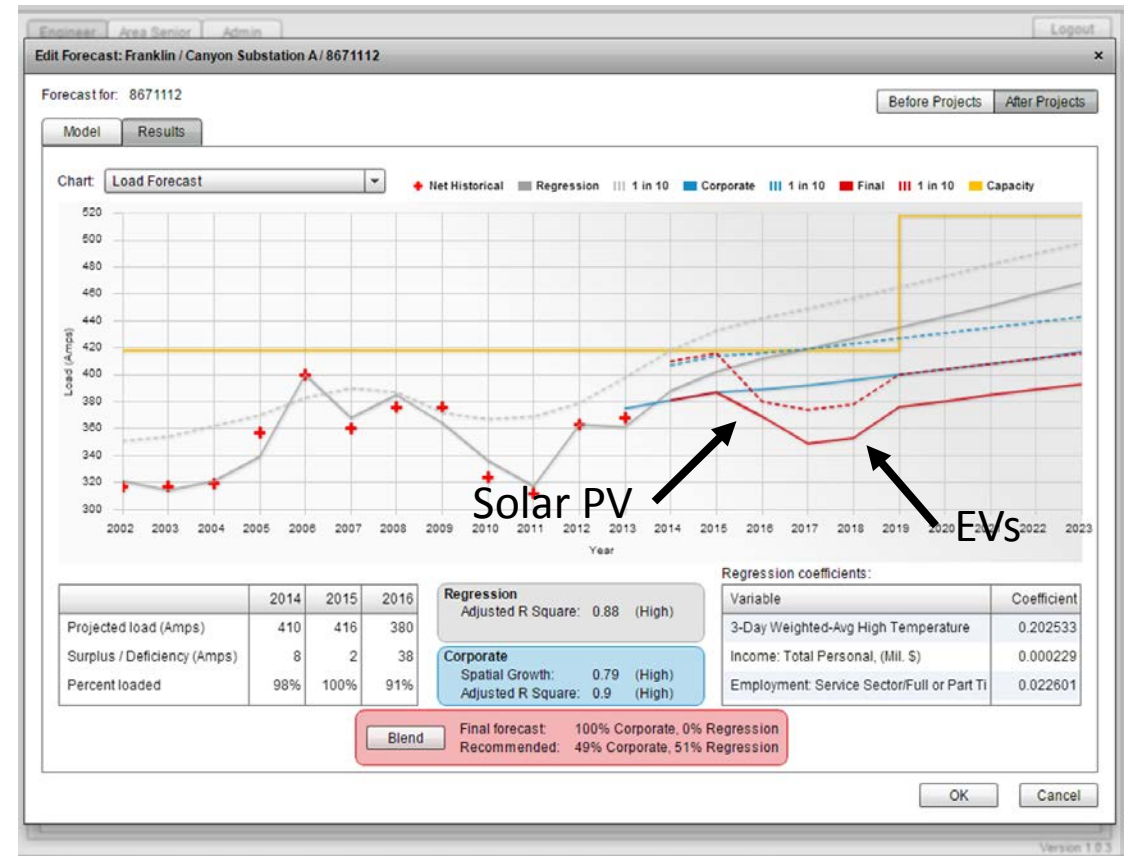 Engineer Area Senior Admin Logout
Edit Forecast: Franklin / Canyon Substation A / 8671112 ×
Forecast for: 8671112
Before Projects After Projects
Model Results
Chart: Load Forecast
Net Historical Regression 1 in 10 Corporate 1 in 10 Final 1 in 10 Capacity
520
500
480
460
440
420
400
380
360
340
320
300
Load (Amps)
Solar PV
EVs
2002 2003 2004 2005 2006 2007 2008 2009 2010 2011 2012 2013 2014 2015 2016 2017 2018 2019 2020 2021 2022 2023
Year
2014 2015 2016
Projected load (Amps) 410 416 380
Surplus / Deficiency (Amps) 8 2 38
Percent loaded 98% 100% 91%
Regression
Adjusted R Square: 0.88 (High)
Corporate
Spatial Growth: 0.79 (High)
Adjusted R Square: 0.9 (High)
Regression coefficients:
Variable Coefficient
3-Day Weighted-Avg High Temperature 0.202533
Income: Total Personal, (Mil. $) 0.000229
Employment: Service Sector/Full or Part Ti 0.022601
Blend
Final forecast: 100% Corporate, 0% Regression
Recommended: 49% Corporate, 51% Regression
OK Cancel
Version 1.0.3